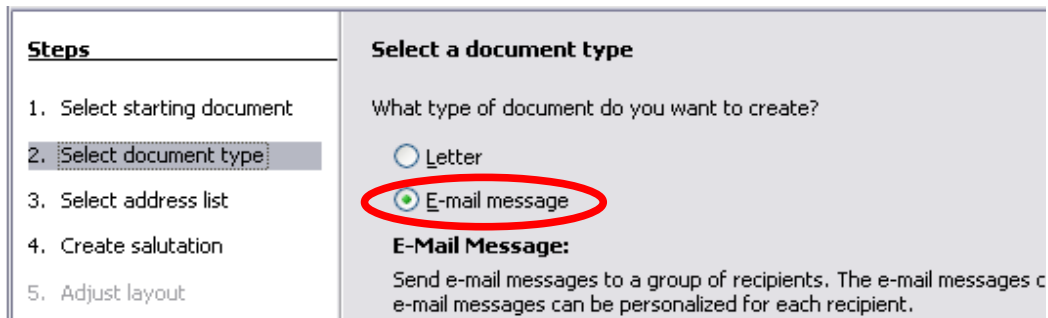 Steps
1. Select starting document
2. Select document type
3. Select address list
4. Create salutation
5. Adjust layout
Select a document type
What type of document do you want to create?
Letter
E-mail message
E-Mail Message:
Send e-mail messages to a group of recipients. The e-mail messages c
e-mail messages can be personalized for each recipient.